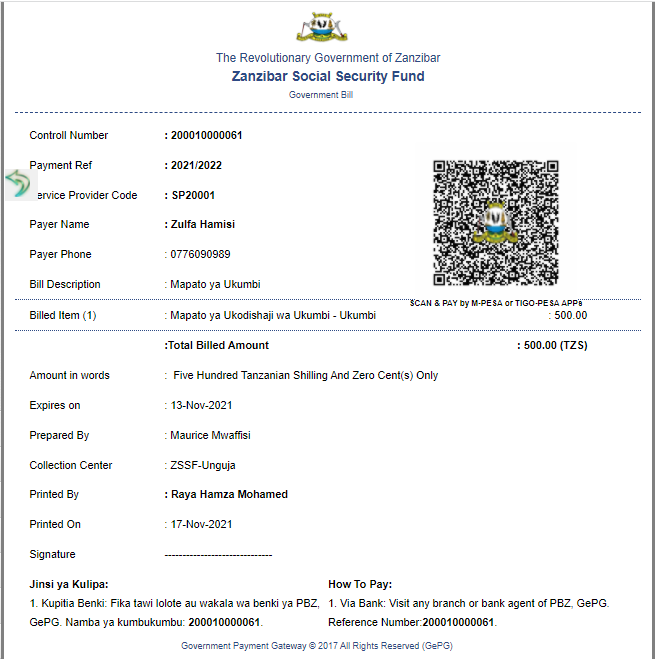 The Revolutionary Government of Zanzibar
Zanzibar Social Security Fund
Government Bill
Controll Number : 200010000061
Payment Ref : 2021/2022
ervice Provider Code : SP20001
Payer Name : Zulfa Hamisi
Payer Phone : 0776090989
Bill Description : Mapato ya Ukumbi
SCAN & PAY by M-PESA or TIGO-PESA APPs
Billed Item (1) : Mapato ya Ukodishaji wa Ukumbi - Ukumbi : 500.00
:Total Billed Amount : 500.00 (TZS)
Amount in words : Five Hundred Tanzanian Shilling And Zero Cent(s) Only
Expires on : 13-Nov-2021
Prepared By : Maurice Mwaffisi
Collection Center : ZSSF-Unguja
Printed By : Raya Hamza Mohamed
Printed On : 17-Nov-2021
Signature ------------------------------
Jinsi ya Kulipa:
1. Kupitia Benki: Fika tawi lolote au wakala wa benki ya PBZ,
GePG. Namba ya kumbukumbu: 200010000061.
How To Pay:
1. Via Bank: Visit any branch or bank agent of PBZ, GePG.
Reference Number:200010000061.
Government Payment Gateway © 2017 All Rights Reserved (GePG)